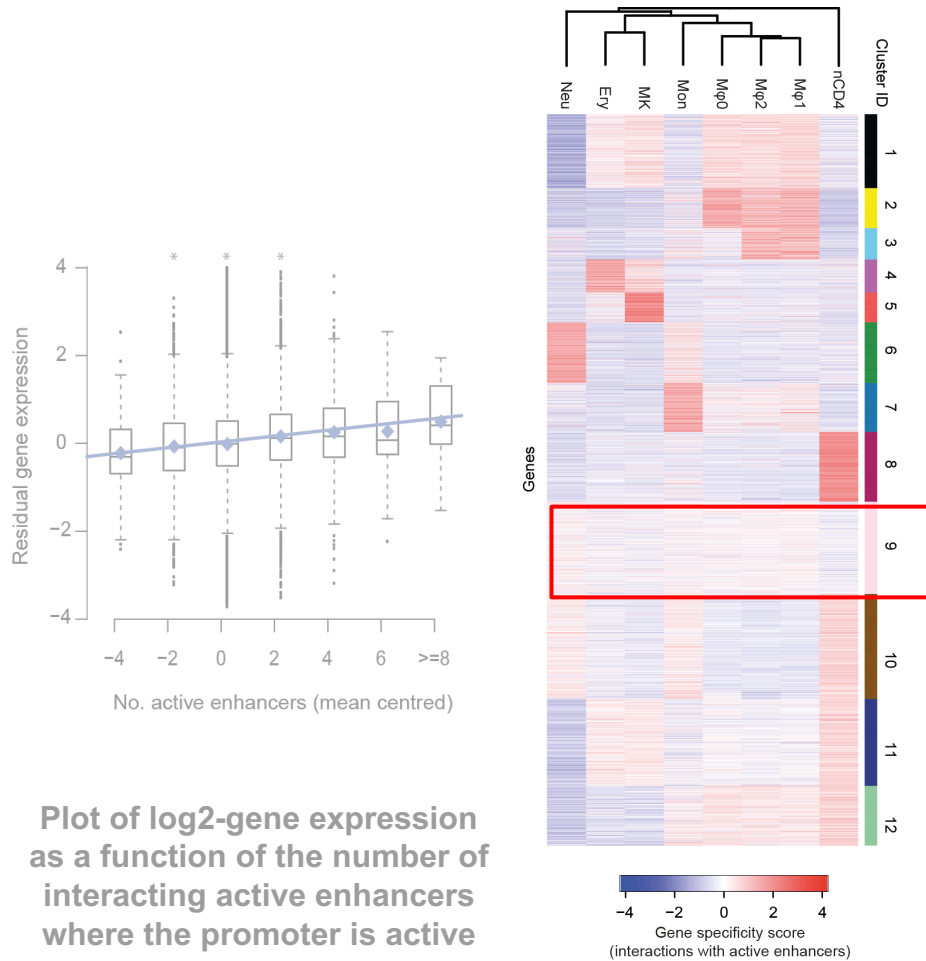 4
2
0
−2
−4
* * *
Residual gene expression
−4 −2 0 2 4 6 >=8
No. active enhancers (mean centred)
Plot of log2-gene expression
as a function of the number of
interacting active enhancers
where the promoter is active
Neu Ery MK Mon Mφ0 Mφ2 Mφ1 nCD4 Cluster ID
1
2
3
4
5
6
7
8
9
10
11
12
Genes
−4 −2 0 2 4
Gene specificity score
(interactions with active enhancers)